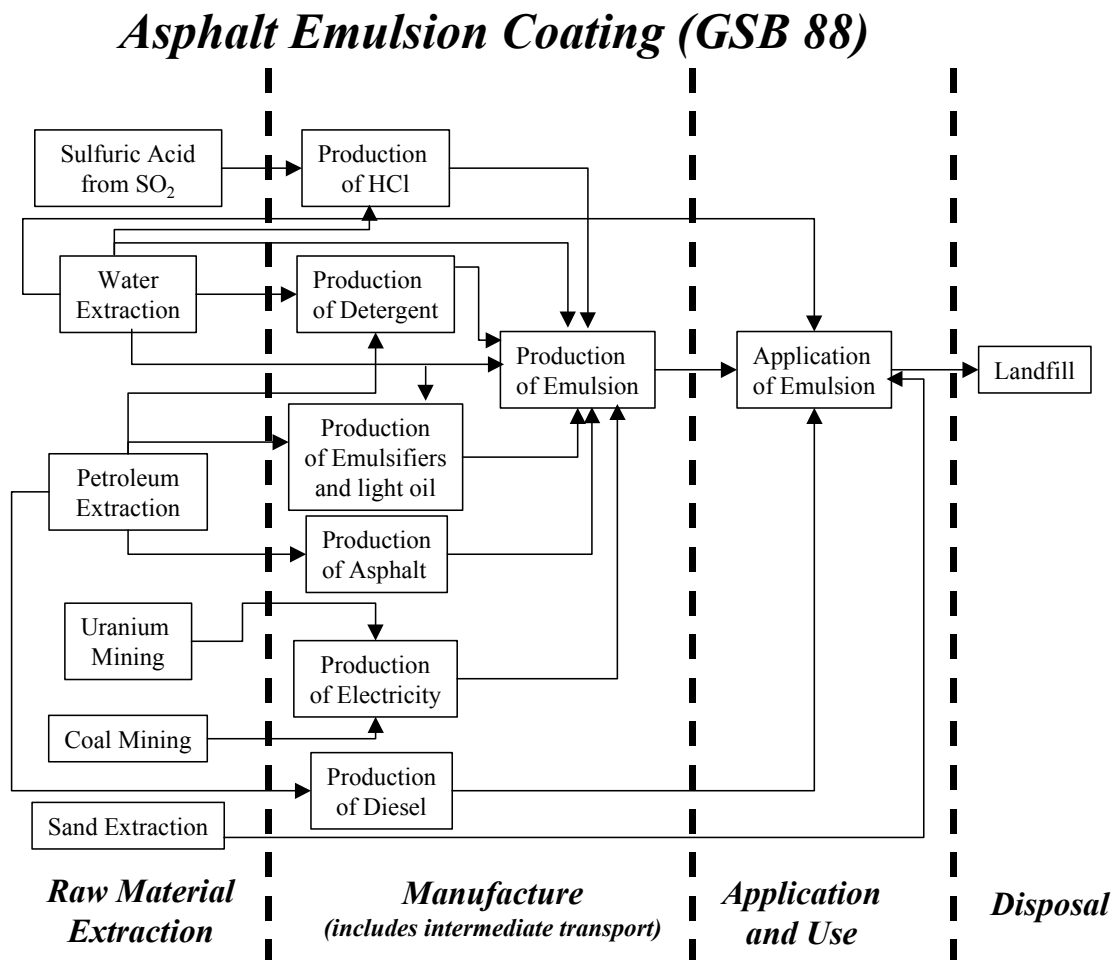 Asphalt Emulsion Coating (GSB 88)
Sulfuric Acid
from SO₂
Production
of HCl
Water
Extraction
Production
of Detergent
Production
of Emulsion
Application
of Emulsion
Landfill
Petroleum
Extraction
Production
of Emulsifiers
and light oil
Production
of Asphalt
Uranium
Mining
Production
of Electricity
Coal Mining
Production
of Diesel
Sand Extraction
Raw Material
Extraction
Manufacture
(includes intermediate transport)
Application
and Use
Disposal